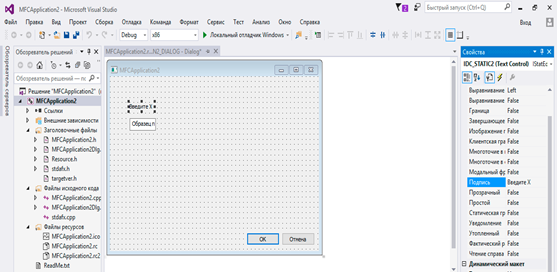 MFCApplication2 - Microsoft Visual Studio
Быстрый запуск (Ctrl+Q)
Файл Правка Вид Проект Сборка Отладка Команда Формат Сервис Тест Анализ Окно Справка
Вход
Debug x86 Локальный отладчик Windows
Обозреватель серверов
Обозреватель решений
Обозреватель решений
Решение "MFCApplication2"
MFCApplication2
Ссылки
Внешние зависимости
Заголовочные файлы
MFCApplication2.h
MFCApplication2Dlg.
Resource.h
stdafx.h
targetver.h
Файлы исходного кода
MFCApplication2.cpp
MFCApplication2Dlg.
stdafx.cpp
Файлы ресурсов
MFCApplication2.ico
MFCApplication2.rc
MFCApplication2.rc2
ReadMe.txt
MFCApplication2.r...N2_DIALOG - Dialog*
MFCApplication2
Введите X
Образец п
ОК
Отмена
Свойства
IDC_STATIC2 (Text Control) IStatEd
Выравнивание Left
Выравнивание False
Граница False
Завершающее False
Изображение False
Клиентская гра False
Многоточие в False
Многоточие в False
Модальный фр False
Подпись Введите X
Прозрачный False
Простой False
Статическая гр False
Уведомление False
Утопленный False
Фактический р False
Чтение справа False
Динамический макет